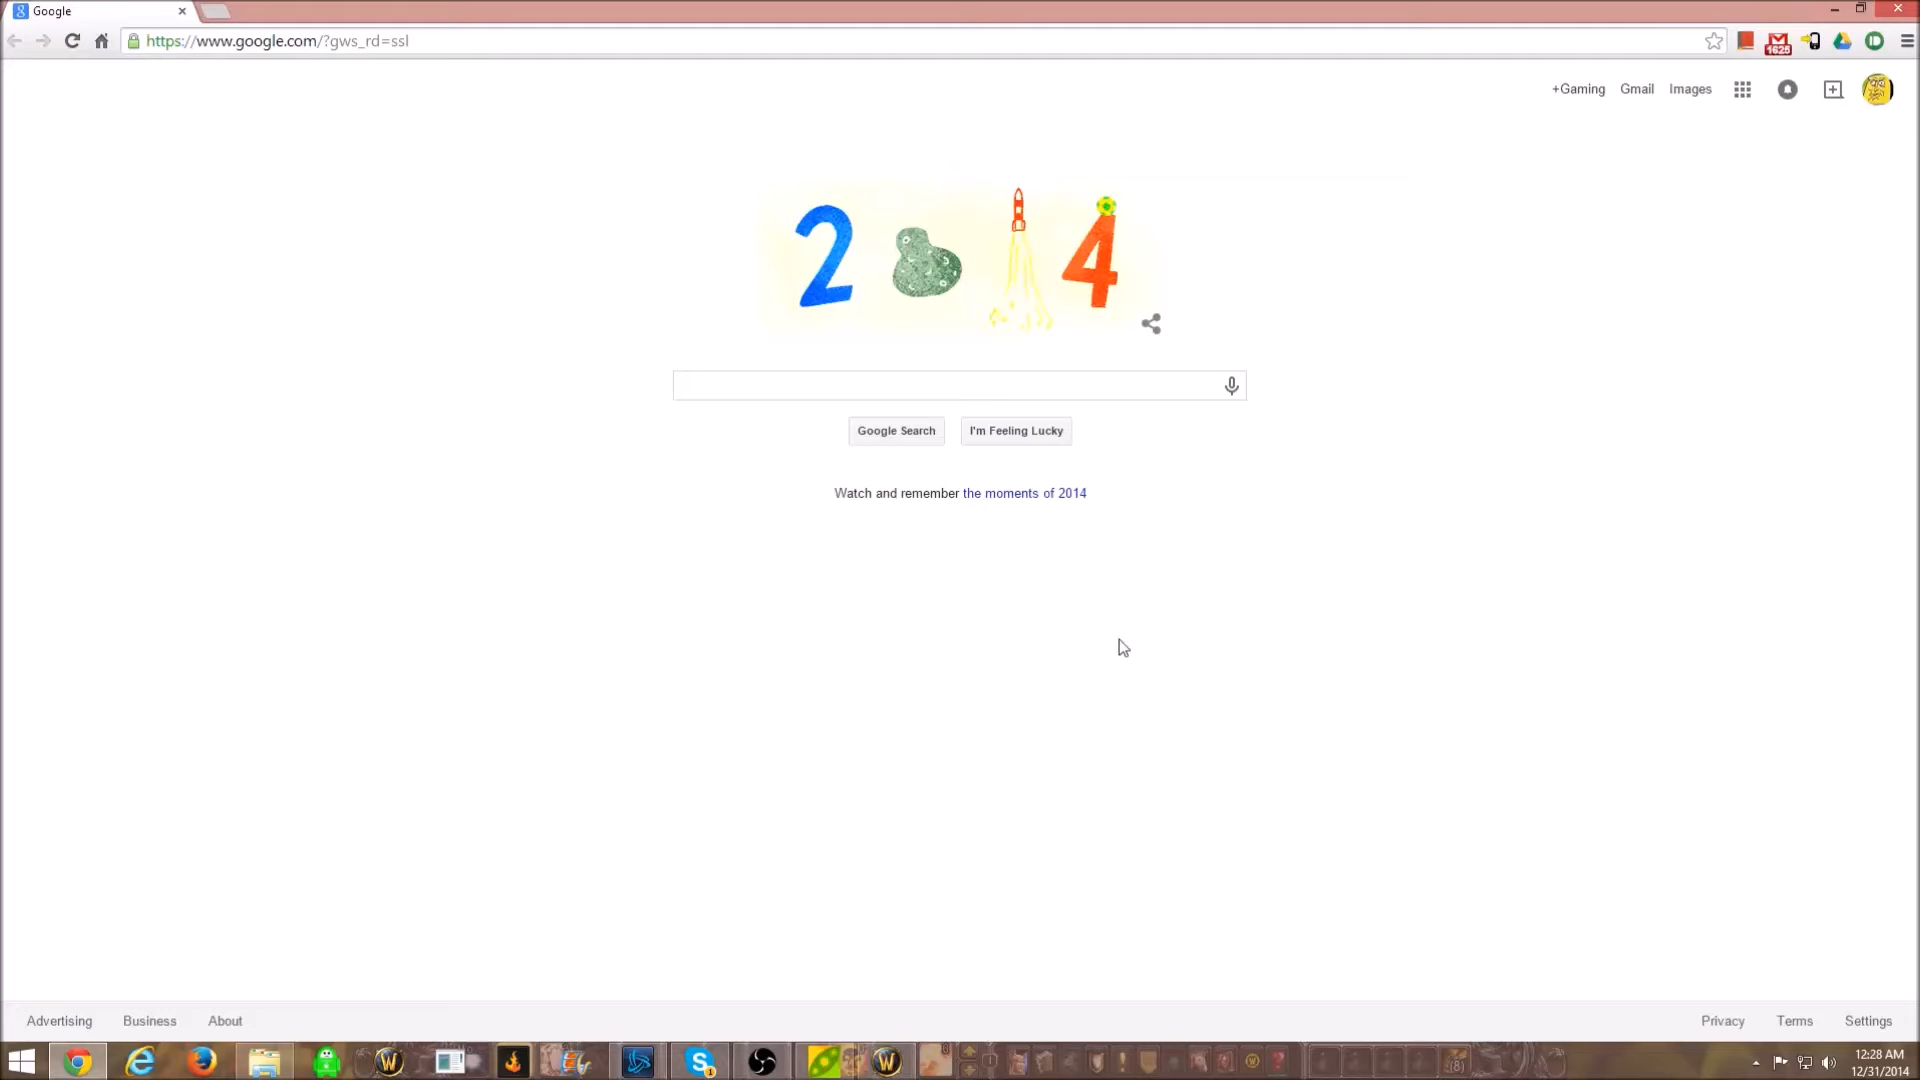 Google
https://www.google.com/?gws_rd=ssl
1625
+Gaming Gmail Images
2 4
Google Search I'm Feeling Lucky
Watch and remember the moments of 2014
Advertising Business About
Privacy Terms Settings
12:28 AM
12/31/2014